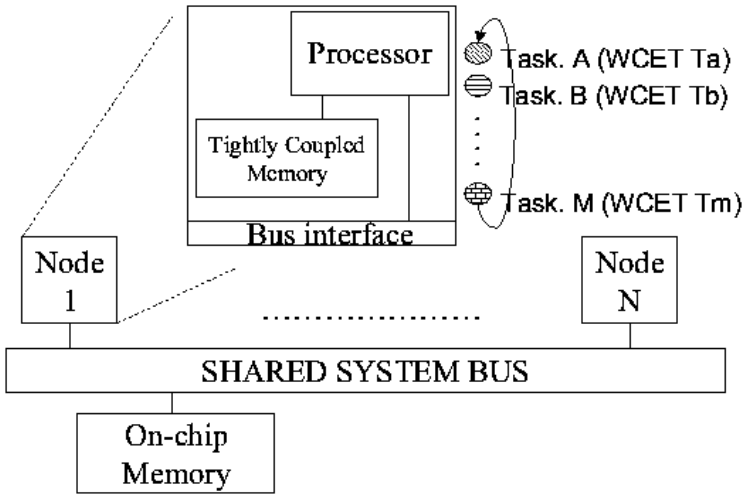 Processor
Tightly Coupled
Memory
Bus interface
Task. A (WCET Ta)
Task. B (WCET Tb)
Task. M (WCET Tm)
Node
1
Node
N
SHARED SYSTEM BUS
On-chip
Memory